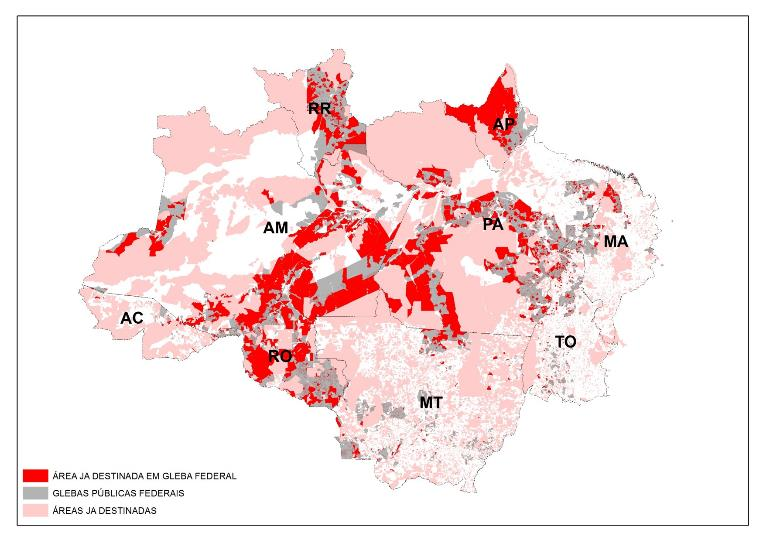 RR
AP
AM
PA
MA
AC
RO
TO
MT
ÁREA JA DESTINADA EM GLEBA FEDERAL
GLEBAS PÚBLICAS FEDERAIS
ÁREAS JA DESTINADAS